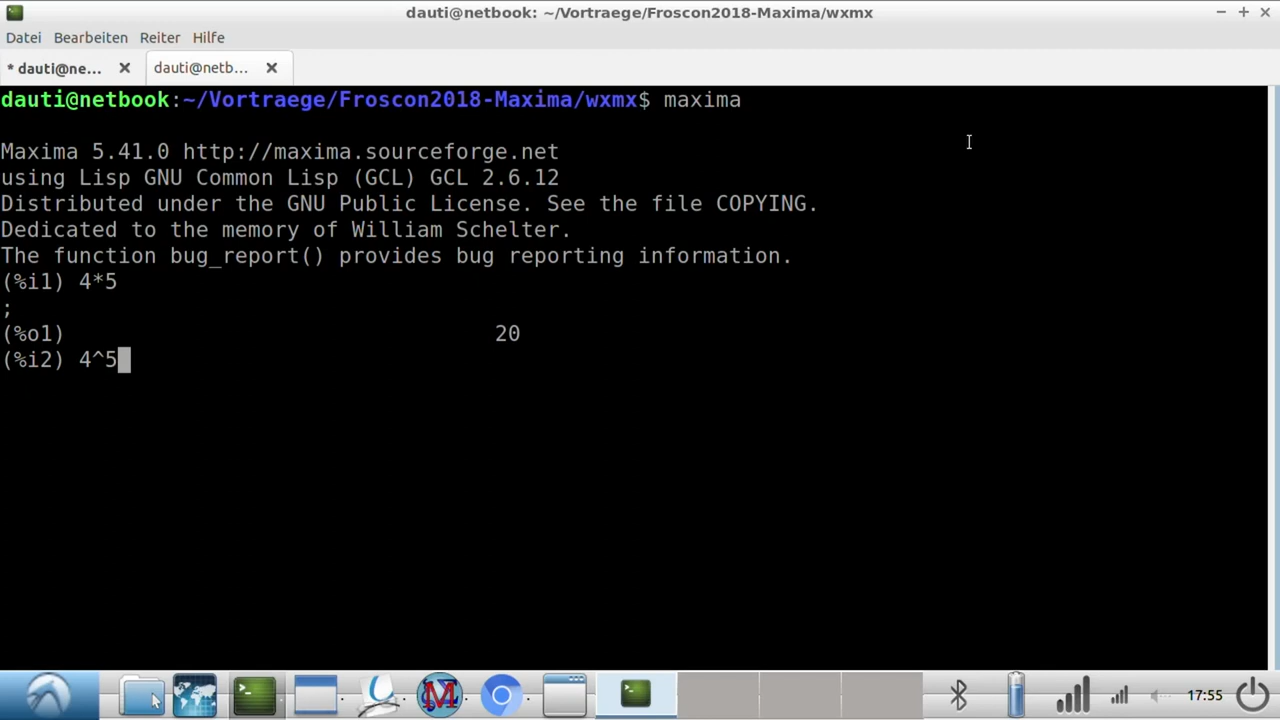 dauti@netbook: ~/Vortraege/Froscon2018-Maxima/wxmx
Datei Bearbeiten Reiter Hilfe
* dauti@ne... dauti@netb...
dauti@netbook:~/Vortraege/Froscon2018-Maxima/wxmx$ maxima
Maxima 5.41.0 http://maxima.sourceforge.net
using Lisp GNU Common Lisp (GCL) GCL 2.6.12
Distributed under the GNU Public License. See the file COPYING.
Dedicated to the memory of William Schelter.
The function bug_report() provides bug reporting information.
(%i1) 4*5
;
(%o1) 20
(%i2) 4^5
17:55